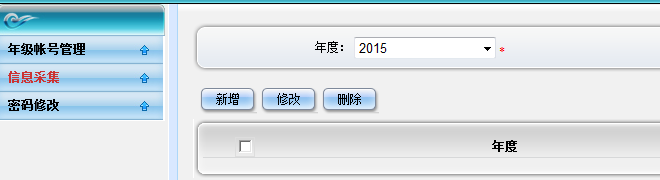 年级帐号管理
信息采集
密码修改
年度： 2015 *
新增 修改 删除
年度